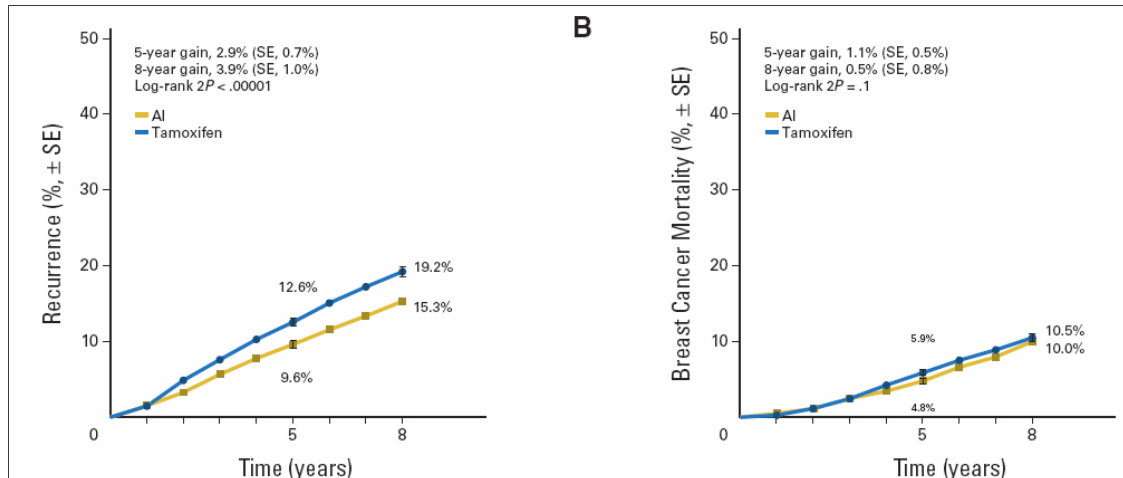 50
40
30
20
10
0
Recurrence (%, ± SE)
5-year gain, 2.9% (SE, 0.7%)
8-year gain, 3.9% (SE, 1.0%)
Log-rank 2P < .00001
AI
Tamoxifen
12.6%
19.2%
15.3%
9.6%
5
8
Time (years)
B
50
40
30
20
10
0
Breast Cancer Mortality (%, ± SE)
5-year gain, 1.1% (SE, 0.5%)
8-year gain, 0.5% (SE, 0.8%)
Log-rank 2P = .1
AI
Tamoxifen
5.9%
10.5%
10.0%
4.8%
5
8
Time (years)